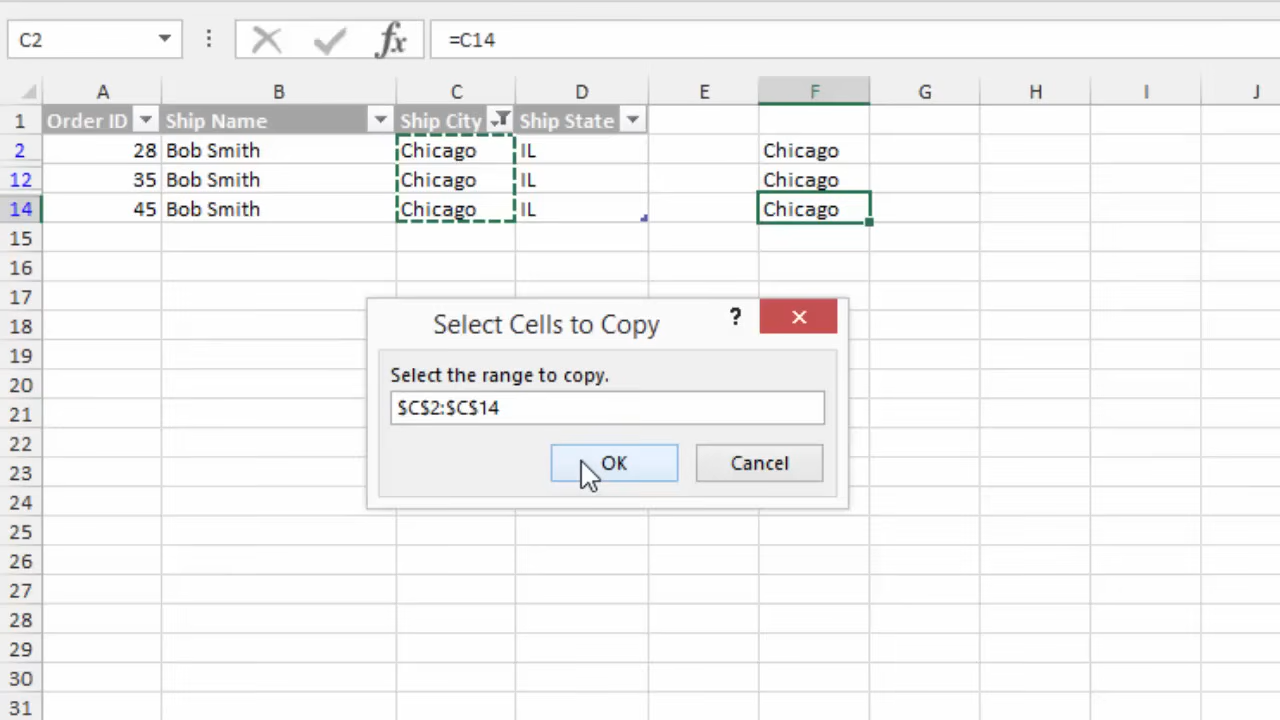 C2 fx =C14
A B C D E F G H I J
1 Order ID Ship Name Ship City Ship State
2 28 Bob Smith Chicago IL Chicago
12 35 Bob Smith Chicago IL Chicago
14 45 Bob Smith Chicago IL Chicago
15
16
17
18
19
20
21
22
23
24
25
26
27
28
29
30
31
Select Cells to Copy ?
Select the range to copy.
$C$2:$C$14
OK Cancel